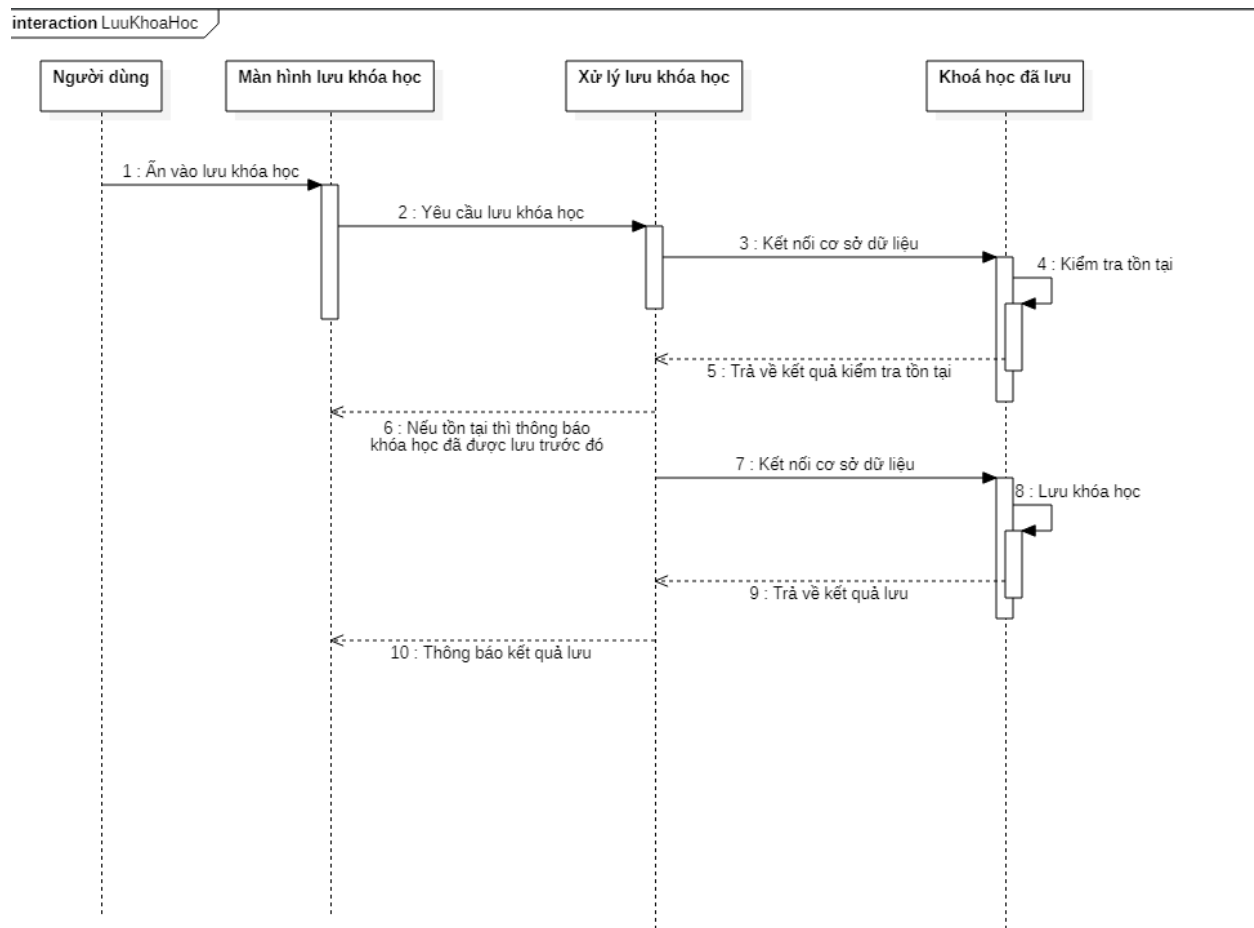 interaction LuuKhoaHoc
Người dùng
Màn hình lưu khóa học
Xử lý lưu khóa học
Khoá học đã lưu
1 : Ấn vào lưu khóa học
2 : Yêu cầu lưu khóa học
3 : Kết nối cơ sở dữ liệu
4 : Kiểm tra tồn tại
5 : Trả về kết quả kiểm tra tồn tại
6 : Nếu tồn tại thì thông báo
khóa học đã được lưu trước đó
7 : Kết nối cơ sở dữ liệu
8 : Lưu khóa học
9 : Trả về kết quả lưu
10 : Thông báo kết quả lưu